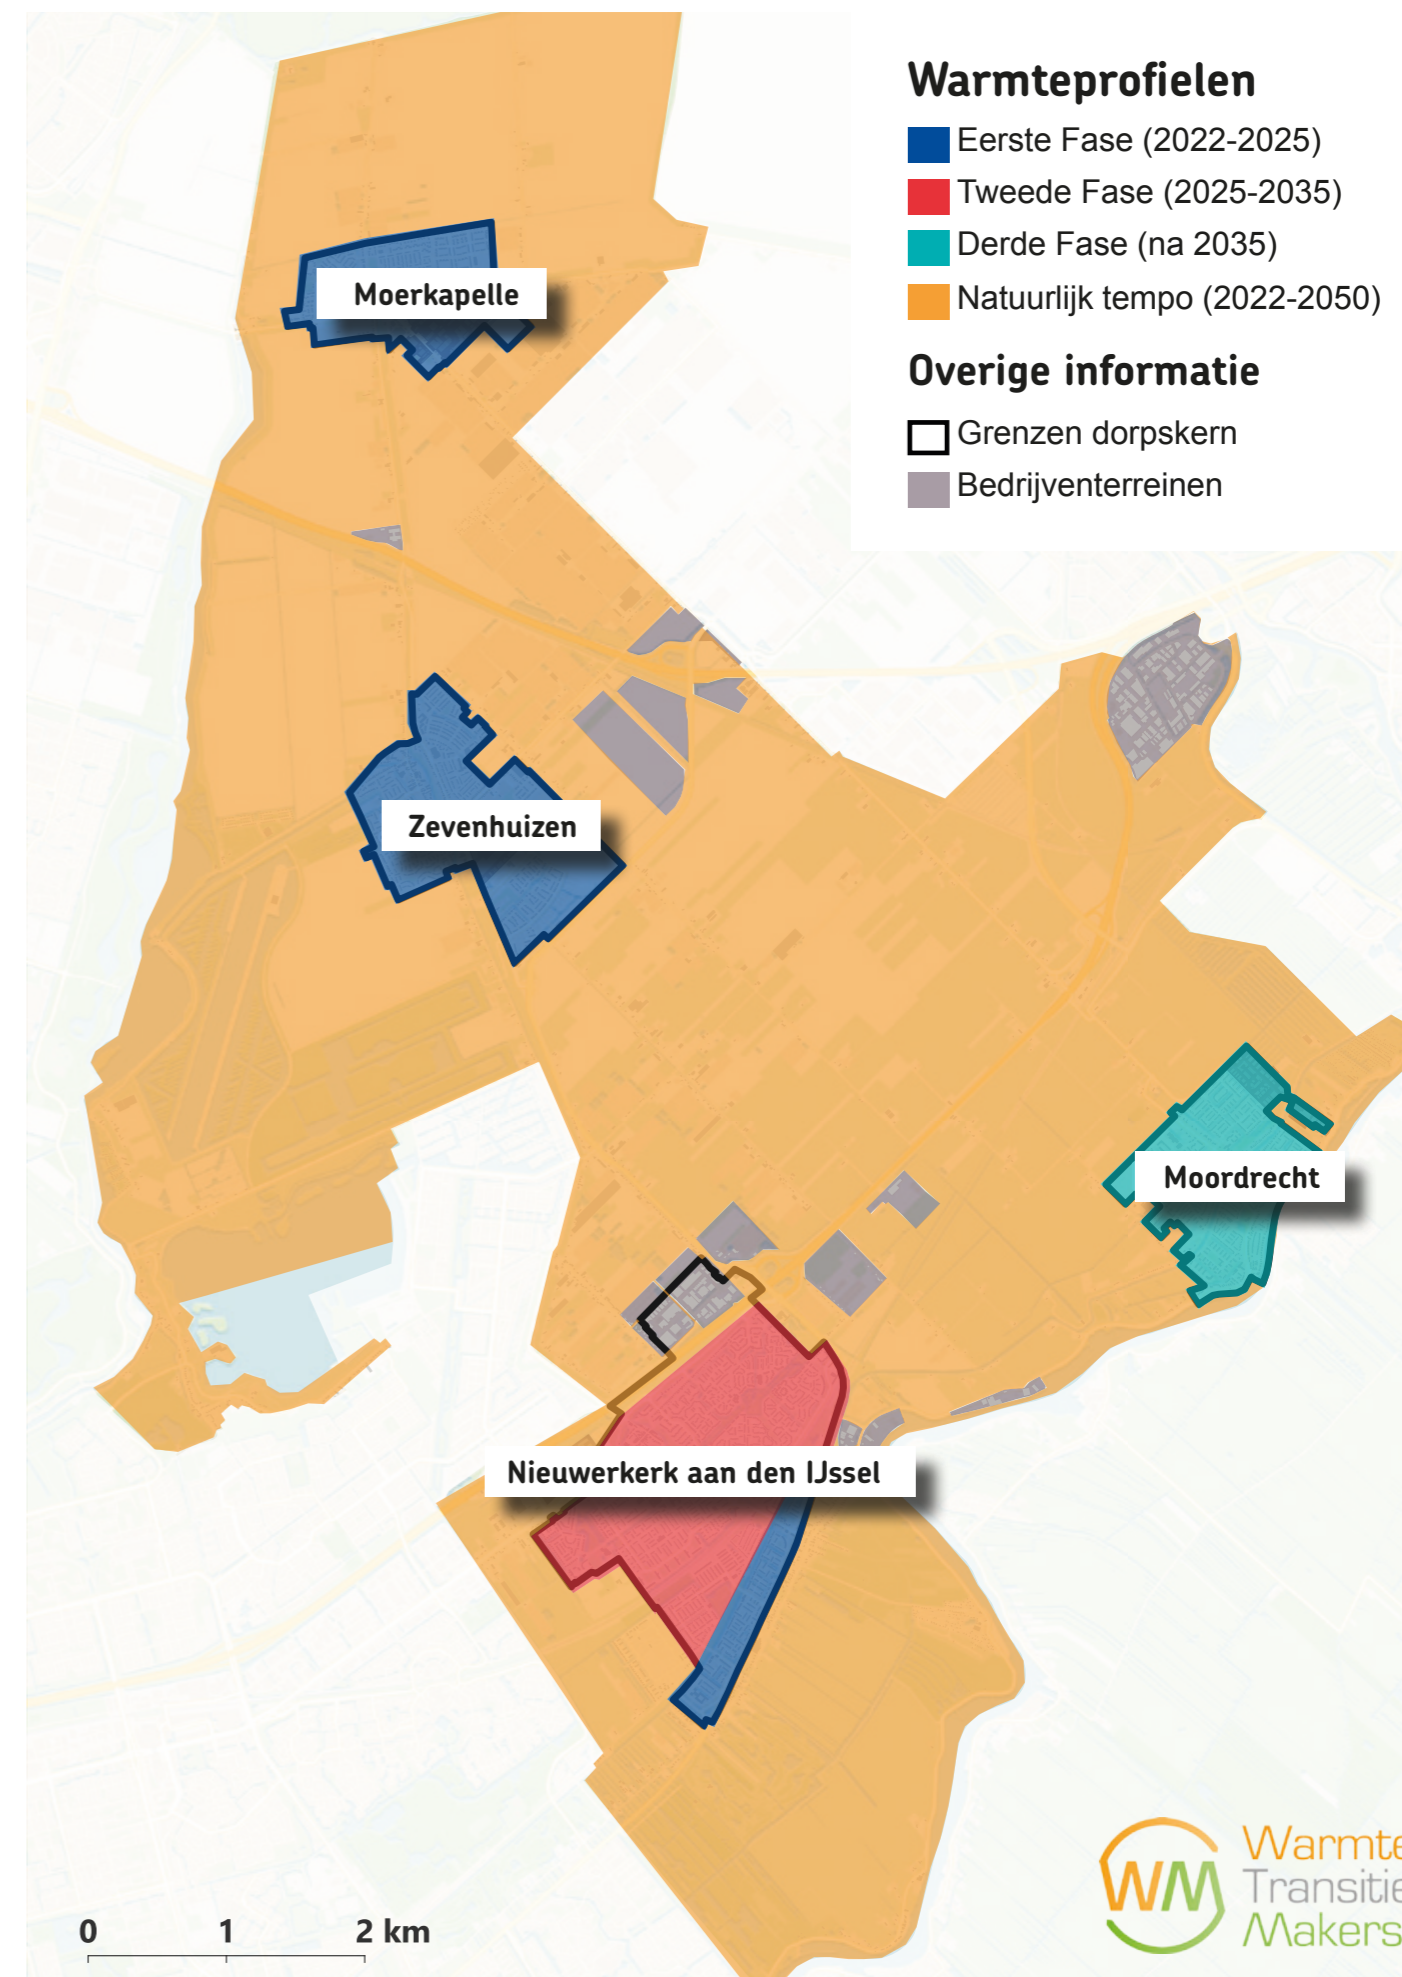 Warmteprofielen
Eerste Fase (2022-2025)
Tweede Fase (2025-2035)
Derde Fase (na 2035)
Natuurlijk tempo (2022-2050)
Overige informatie
Grenzen dorpskern
Bedrijventerreinen
Moerkapelle
Zevenhuizen
Moordrecht
Nieuwerkerk aan den IJssel
0 1 2 km
WM
Warmte
Transitie
Makers